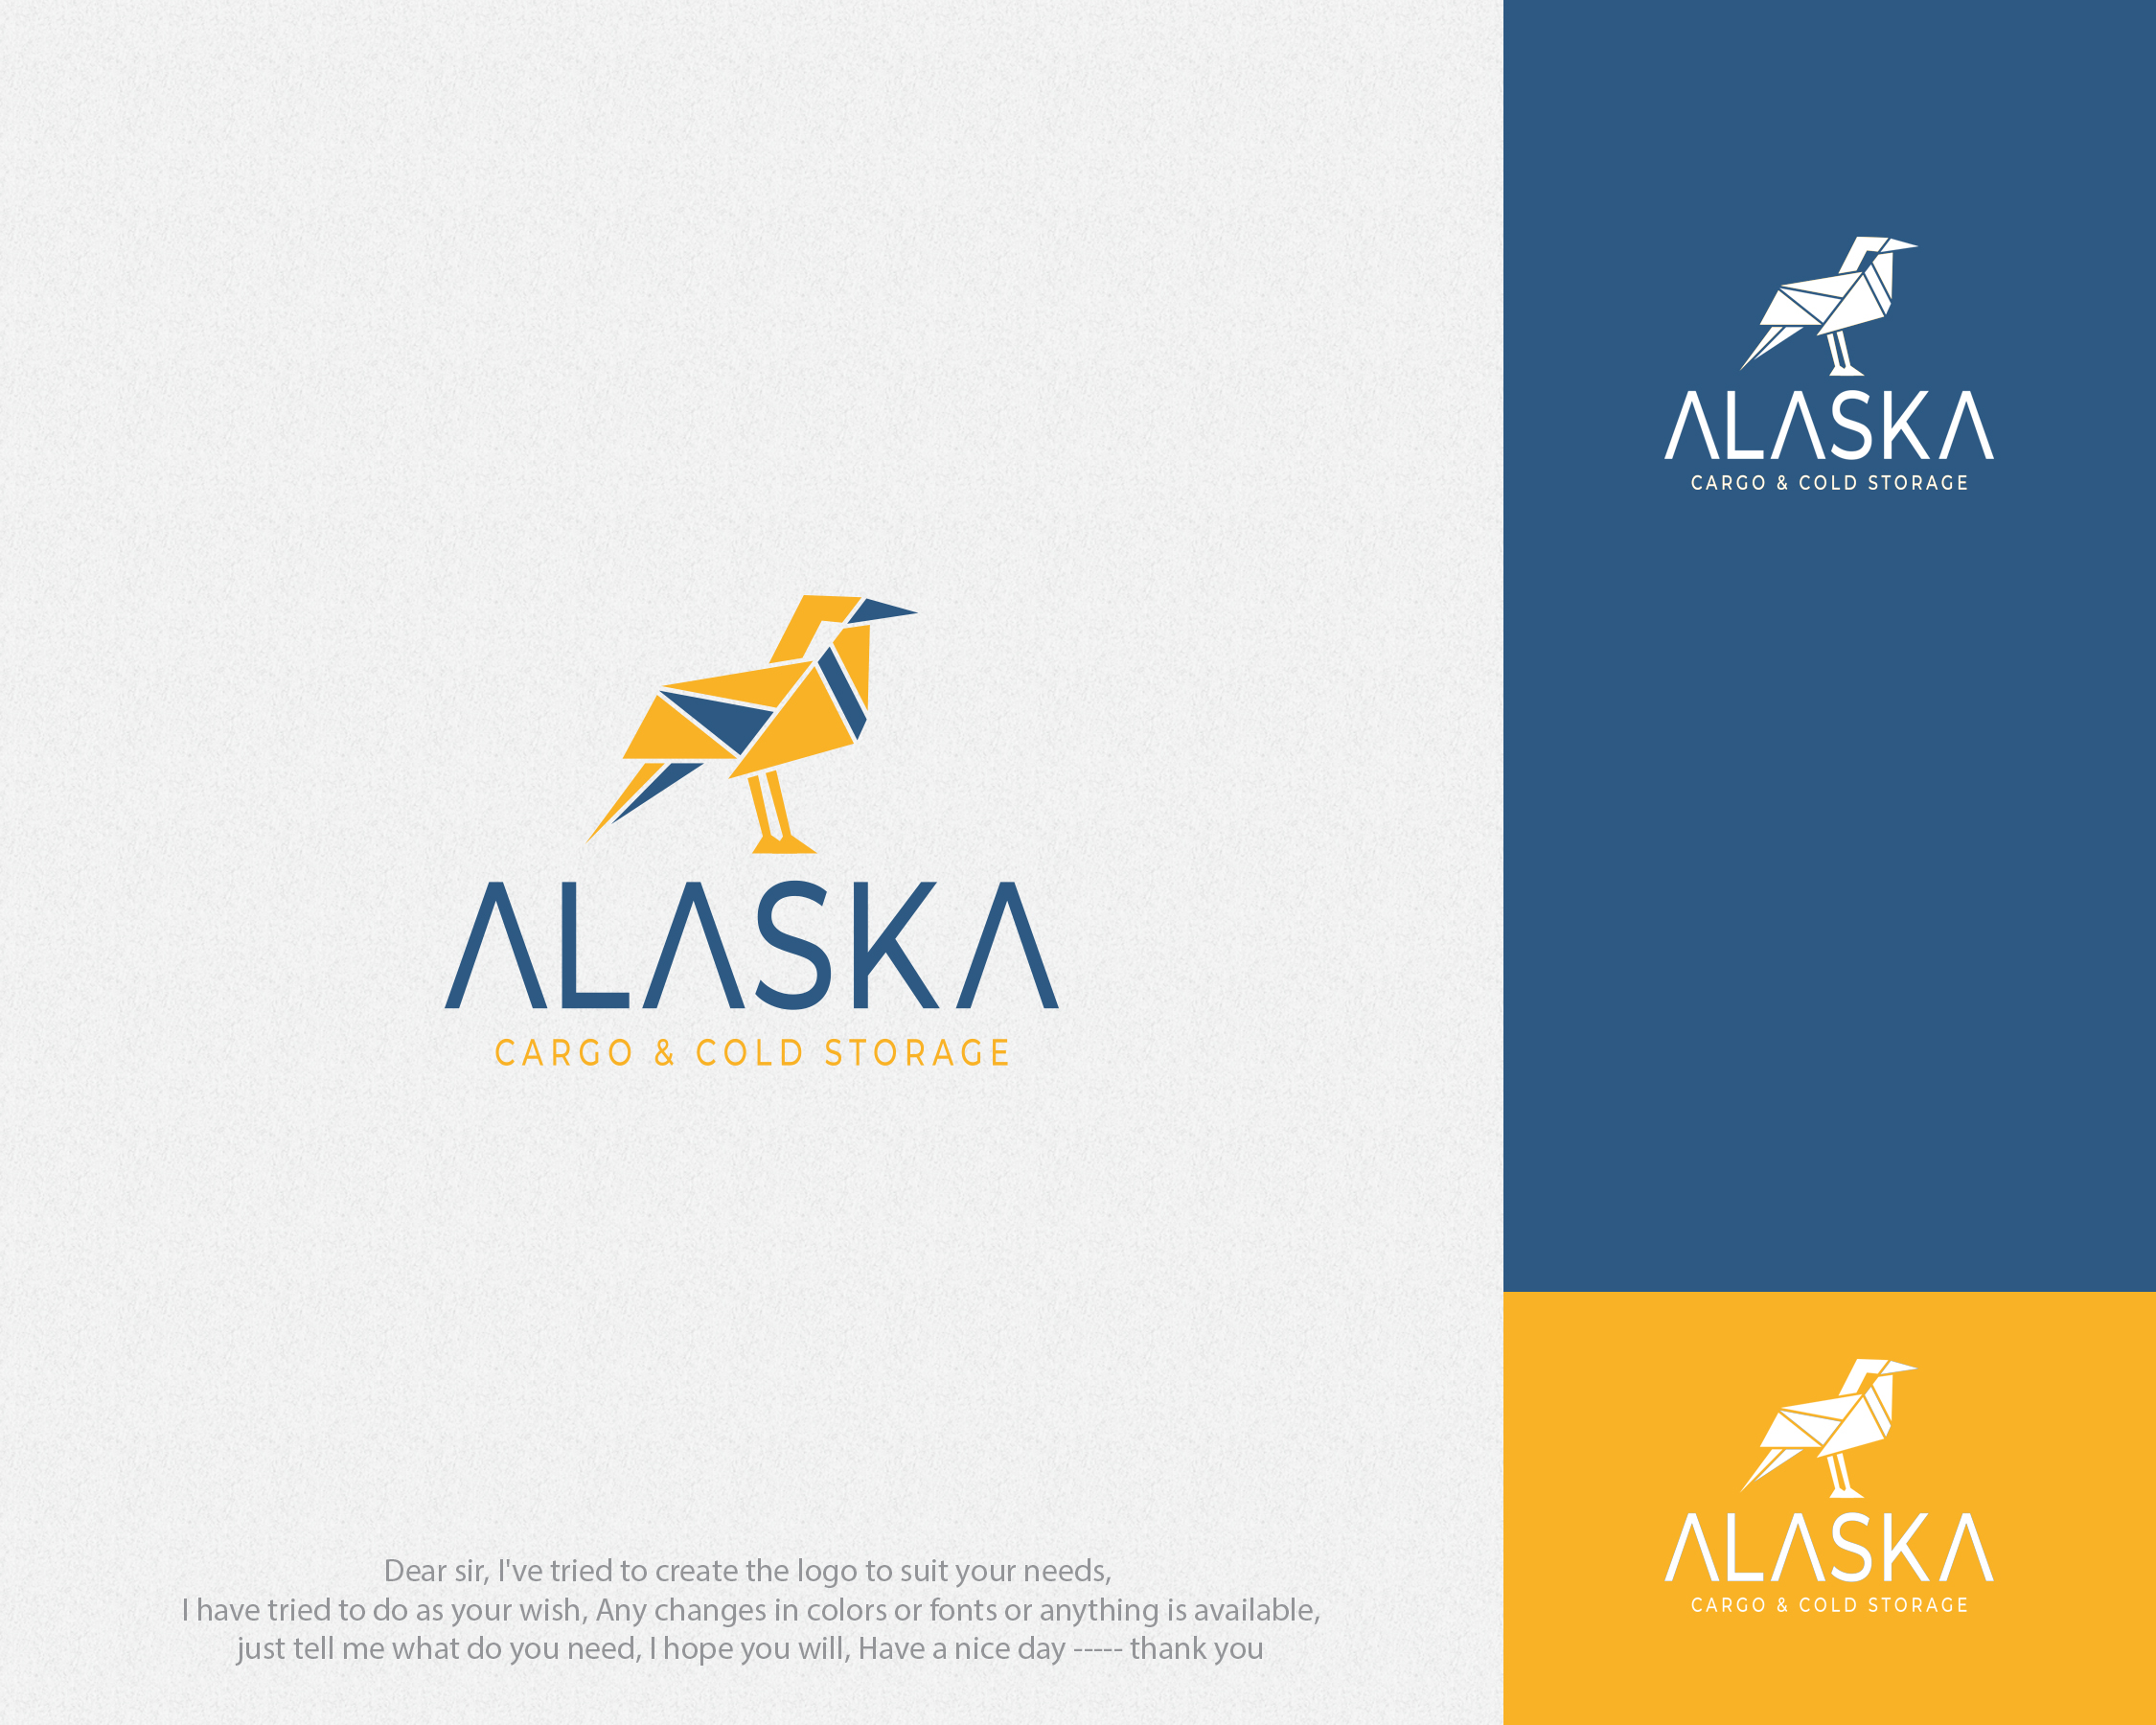 ALASKA
CARGO & COLD STORAGE
Dear sir, I've tried to create the logo to suit your needs,
I have tried to do as your wish, Any changes in colors or fonts or anything is available,
just tell me what do you need, I hope you will, Have a nice day ----- thank you
ALASKA
CARGO & COLD STORAGE
ALASKA
CARGO & COLD STORAGE